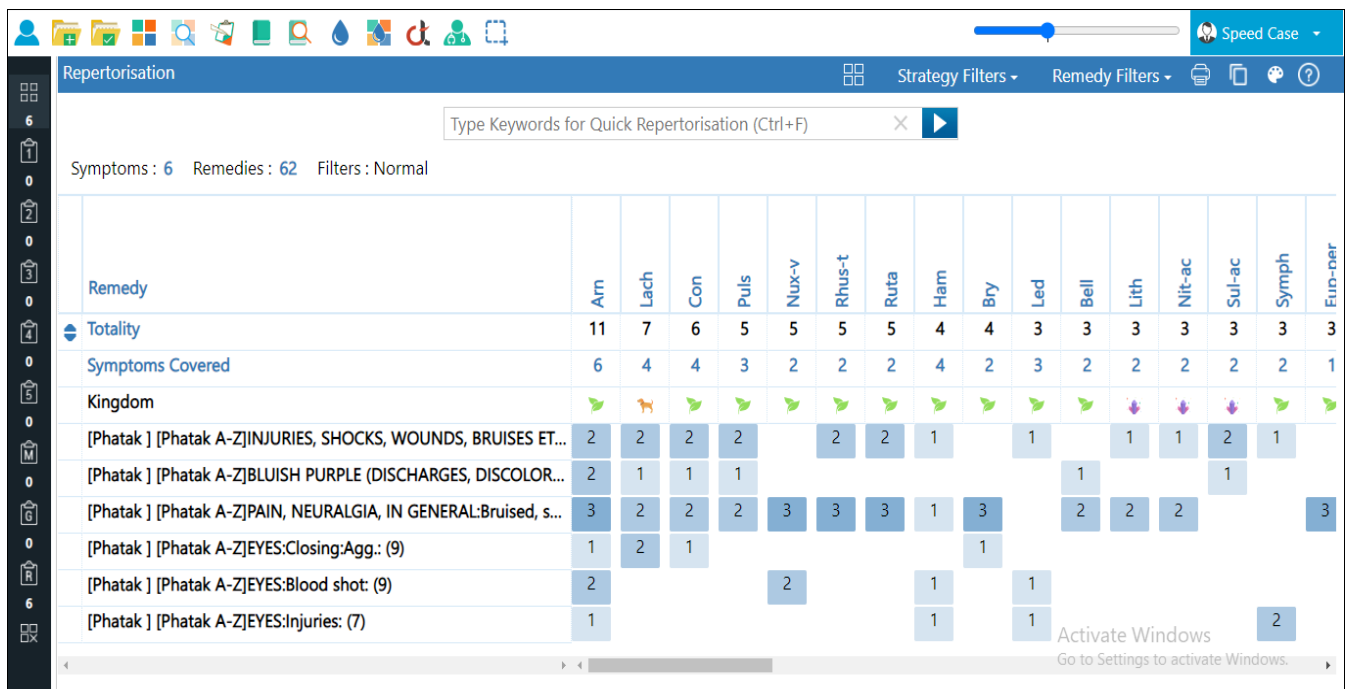 Speed Case
Repertorisation Strategy Filters Remedy Filters
6
1
0
2
0
3
0
4
0
5
0
M
0
G
0
R
6
Type Keywords for Quick Repertorisation (Ctrl+F)
Symptoms : 6 Remedies : 62 Filters : Normal
Remedy Arn Lach Con Puls Nux-v Rhus-t Ruta Ham Bry Led Bell Lith Nit-ac Sul-ac Symph Eup-per
Totality 11 7 6 5 5 5 5 4 4 3 3 3 3 3 3 3
Symptoms Covered 6 4 4 3 2 2 2 4 2 3 2 2 2 2 2 1
Kingdom
[Phatak ] [Phatak A-Z]INJURIES, SHOCKS, WOUNDS, BRUISES ET... 2 2 2 2 2 2 1 1 1 1 2 1
[Phatak ] [Phatak A-Z]BLUISH PURPLE (DISCHARGES, DISCOLOR... 2 1 1 1 1 1
[Phatak ] [Phatak A-Z]PAIN, NEURALGIA, IN GENERAL:Bruised, s... 3 2 2 2 3 3 3 1 3 2 2 2 3
[Phatak ] [Phatak A-Z]EYES:Closing:Agg.: (9) 1 2 1 1
[Phatak ] [Phatak A-Z]EYES:Blood shot: (9) 2 2 1 1
[Phatak ] [Phatak A-Z]EYES:Injuries: (7) 1 1 1 2
Activate Windows
Go to Settings to activate Windows.